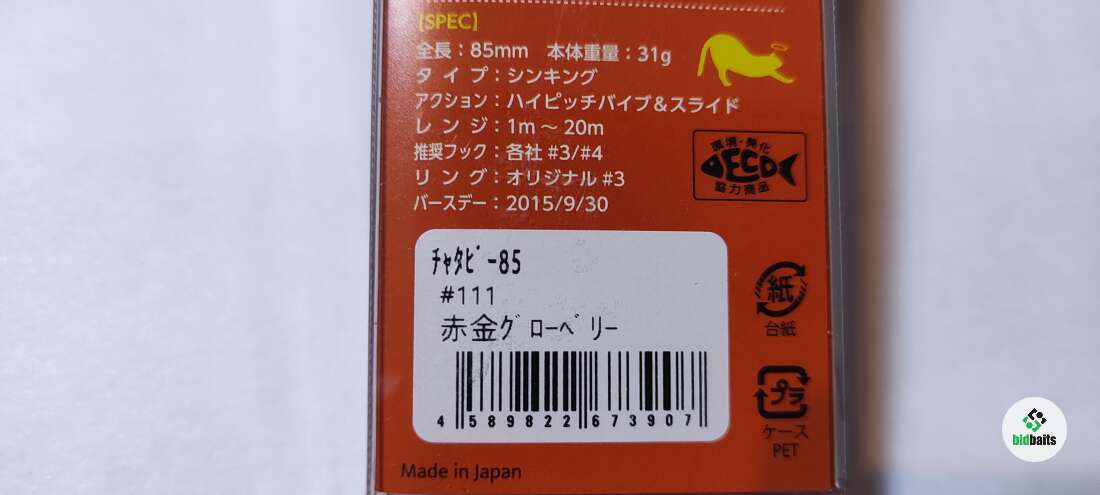 [SPEC]
全長：85mm 本体重量：31g
タイプ：シンキング
アクション：ハイピッチバイブ＆スライド
レンジ：1m～20m
推奨フック：各社 #3/#4
リング：オリジナル #3
バースデー：2015/9/30
環境・美化
ECO
協力商品
ﾁｬﾀﾋﾞｰ85
#111
赤金ｸﾞﾛｰﾍﾞﾘｰ
4 589822 673907
紙
台紙
プラ
ケース
PET
Made in Japan
bidbaits